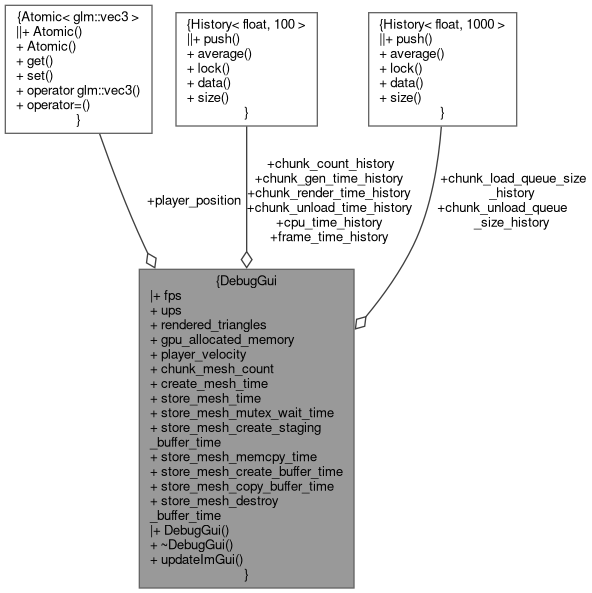 {Atomic< glm::vec3 >
||+ Atomic()
+ Atomic()
+ get()
+ set()
+ operator glm::vec3()
+ operator=()
}
{History< float, 100 >
||+ push()
+ average()
+ lock()
+ data()
+ size()
}
{History< float, 1000 >
||+ push()
+ average()
+ lock()
+ data()
+ size()
}
+player_position
+chunk_count_history
+chunk_gen_time_history
+chunk_render_time_history
+chunk_unload_time_history
+cpu_time_history
+frame_time_history
+chunk_load_queue_size
_history
+chunk_unload_queue
_size_history
{DebugGui
|+ fps
+ ups
+ rendered_triangles
+ gpu_allocated_memory
+ player_velocity
+ chunk_mesh_count
+ create_mesh_time
+ store_mesh_time
+ store_mesh_mutex_wait_time
+ store_mesh_create_staging
_buffer_time
+ store_mesh_memcpy_time
+ store_mesh_create_buffer_time
+ store_mesh_copy_buffer_time
+ store_mesh_destroy
_buffer_time
|+ DebugGui()
+ ~DebugGui()
+ updateImGui()
}